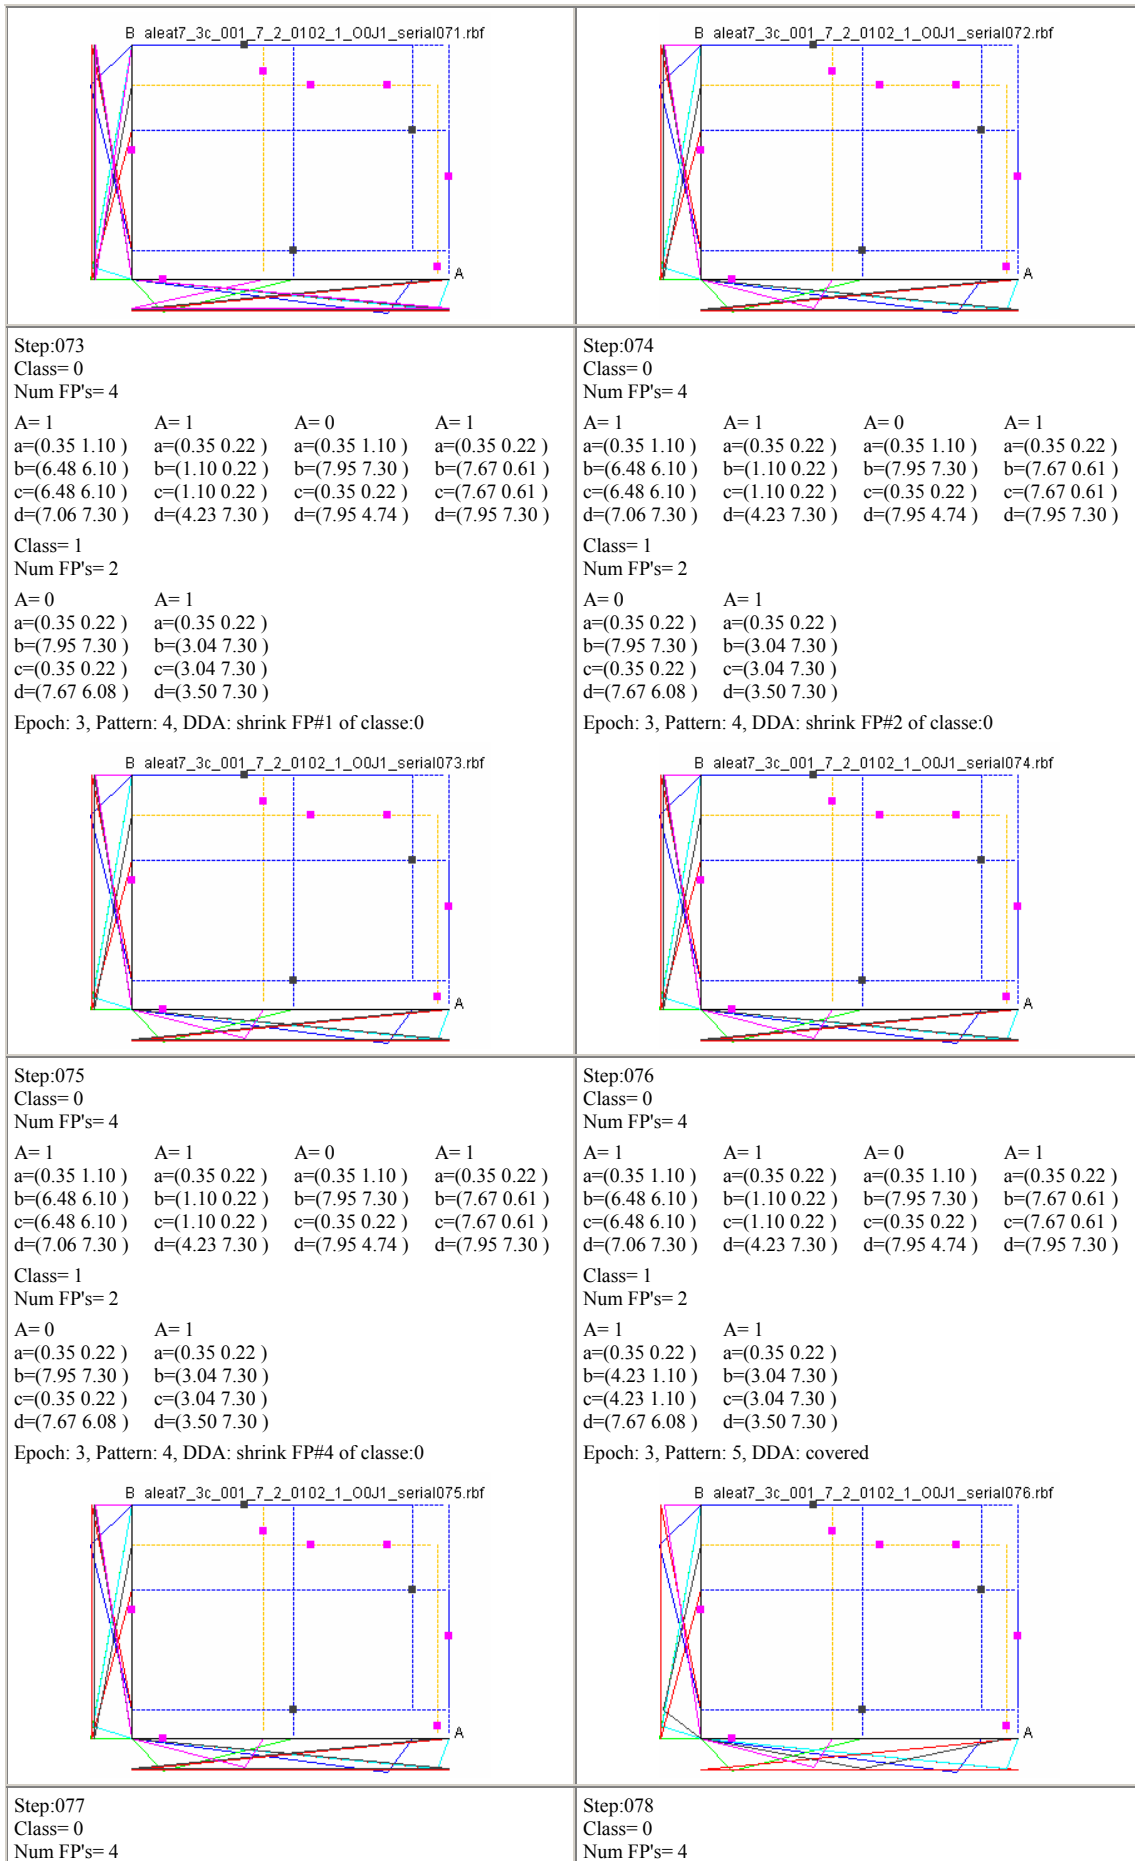 B aleat7_3c_001_7_2_0102_1_O0J1_serial071.rbf
A
B aleat7_3c_001_7_2_0102_1_O0J1_serial072.rbf
A
Step:073
Class= 0
Num FP's= 4
A= 1 A= 1 A= 0 A= 1
a=(0.35 1.10 ) a=(0.35 0.22 ) a=(0.35 1.10 ) a=(0.35 0.22 )
b=(6.48 6.10 ) b=(1.10 0.22 ) b=(7.95 7.30 ) b=(7.67 0.61 )
c=(6.48 6.10 ) c=(1.10 0.22 ) c=(0.35 0.22 ) c=(7.67 0.61 )
d=(7.06 7.30 ) d=(4.23 7.30 ) d=(7.95 4.74 ) d=(7.95 7.30 )
Class= 1
Num FP's= 2
A= 0 A= 1
a=(0.35 0.22 ) a=(0.35 0.22 )
b=(7.95 7.30 ) b=(3.04 7.30 )
c=(0.35 0.22 ) c=(3.04 7.30 )
d=(7.67 6.08 ) d=(3.50 7.30 )
Epoch: 3, Pattern: 4, DDA: shrink FP#1 of classe:0
B aleat7_3c_001_7_2_0102_1_O0J1_serial073.rbf
A
Step:074
Class= 0
Num FP's= 4
A= 1 A= 1 A= 0 A= 1
a=(0.35 1.10 ) a=(0.35 0.22 ) a=(0.35 1.10 ) a=(0.35 0.22 )
b=(6.48 6.10 ) b=(1.10 0.22 ) b=(7.95 7.30 ) b=(7.67 0.61 )
c=(6.48 6.10 ) c=(1.10 0.22 ) c=(0.35 0.22 ) c=(7.67 0.61 )
d=(7.06 7.30 ) d=(4.23 7.30 ) d=(7.95 4.74 ) d=(7.95 7.30 )
Class= 1
Num FP's= 2
A= 0 A= 1
a=(0.35 0.22 ) a=(0.35 0.22 )
b=(7.95 7.30 ) b=(3.04 7.30 )
c=(0.35 0.22 ) c=(3.04 7.30 )
d=(7.67 6.08 ) d=(3.50 7.30 )
Epoch: 3, Pattern: 4, DDA: shrink FP#2 of classe:0
B aleat7_3c_001_7_2_0102_1_O0J1_serial074.rbf
A
Step:075
Class= 0
Num FP's= 4
A= 1 A= 1 A= 0 A= 1
a=(0.35 1.10 ) a=(0.35 0.22 ) a=(0.35 1.10 ) a=(0.35 0.22 )
b=(6.48 6.10 ) b=(1.10 0.22 ) b=(7.95 7.30 ) b=(7.67 0.61 )
c=(6.48 6.10 ) c=(1.10 0.22 ) c=(0.35 0.22 ) c=(7.67 0.61 )
d=(7.06 7.30 ) d=(4.23 7.30 ) d=(7.95 4.74 ) d=(7.95 7.30 )
Class= 1
Num FP's= 2
A= 0 A= 1
a=(0.35 0.22 ) a=(0.35 0.22 )
b=(7.95 7.30 ) b=(3.04 7.30 )
c=(0.35 0.22 ) c=(3.04 7.30 )
d=(7.67 6.08 ) d=(3.50 7.30 )
Epoch: 3, Pattern: 4, DDA: shrink FP#4 of classe:0
B aleat7_3c_001_7_2_0102_1_O0J1_serial075.rbf
A
Step:076
Class= 0
Num FP's= 4
A= 1 A= 1 A= 0 A= 1
a=(0.35 1.10 ) a=(0.35 0.22 ) a=(0.35 1.10 ) a=(0.35 0.22 )
b=(6.48 6.10 ) b=(1.10 0.22 ) b=(7.95 7.30 ) b=(7.67 0.61 )
c=(6.48 6.10 ) c=(1.10 0.22 ) c=(0.35 0.22 ) c=(7.67 0.61 )
d=(7.06 7.30 ) d=(4.23 7.30 ) d=(7.95 4.74 ) d=(7.95 7.30 )
Class= 1
Num FP's= 2
A= 1 A= 1
a=(0.35 0.22 ) a=(0.35 0.22 )
b=(4.23 1.10 ) b=(3.04 7.30 )
c=(4.23 1.10 ) c=(3.04 7.30 )
d=(7.67 6.08 ) d=(3.50 7.30 )
Epoch: 3, Pattern: 5, DDA: covered
B aleat7_3c_001_7_2_0102_1_O0J1_serial076.rbf
A
Step:077
Class= 0
Num FP's= 4
Step:078
Class= 0
Num FP's= 4